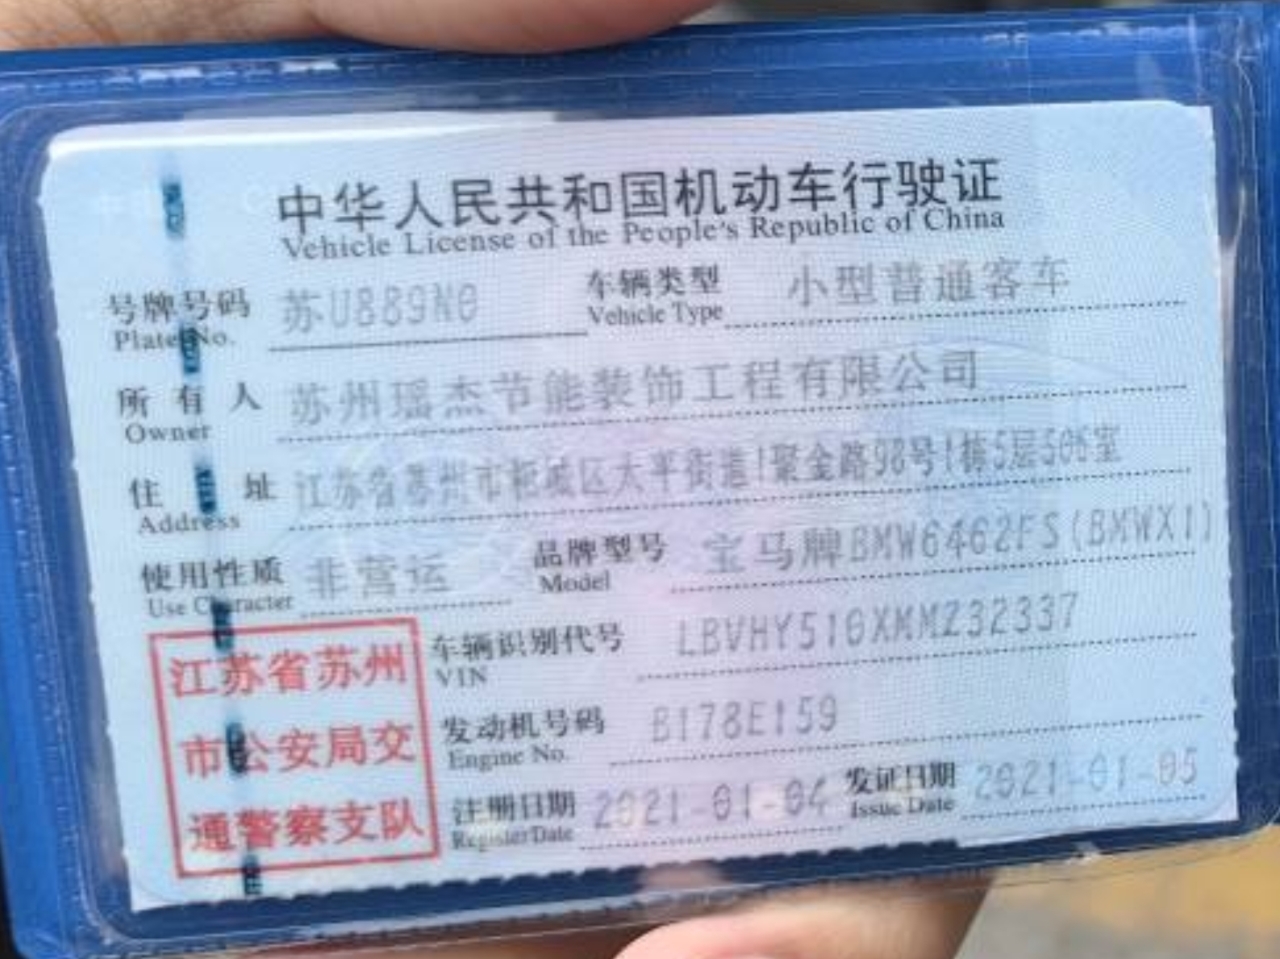 中华人民共和国机动车行驶证
Vehicle License of the People's Republic of China
号牌号码 苏U889N0 车辆类型 小型普通客车
Plate No. Vehicle Type
所有人 苏州瑶杰节能装饰工程有限公司
Owner
住址 江苏省苏州市相城区太平街道聚金路98号1栋5层506室
Address
使用性质 非营运 品牌型号 宝马牌BMW6462FS(BMWX1)
Use Character Model
江苏省苏州
市公安局交
通警察支队
车辆识别代号 LBVHY510XMMZ32337
VIN
发动机号码 B178E159
Engine No.
注册日期 2021-01-04 发证日期 2021-01-05
Register Date Issue Date